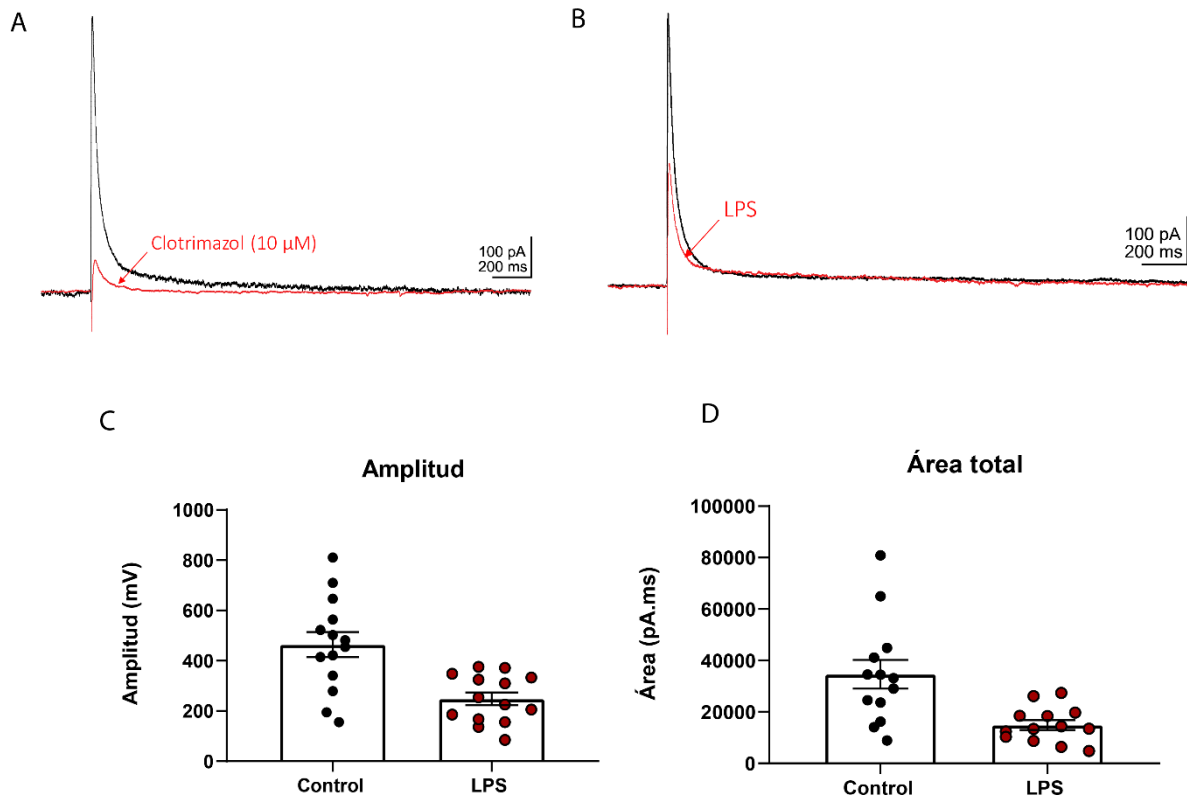 A
Clotrimazol (10 µM)
100 pA
200 ms
B
LPS
100 pA
200 ms
C
Amplitud
Amplitud (mV)
1000
800
600
400
200
0
Control
LPS
D
Área total
Área (pA.ms)
100000
80000
60000
40000
20000
0
Control
LPS